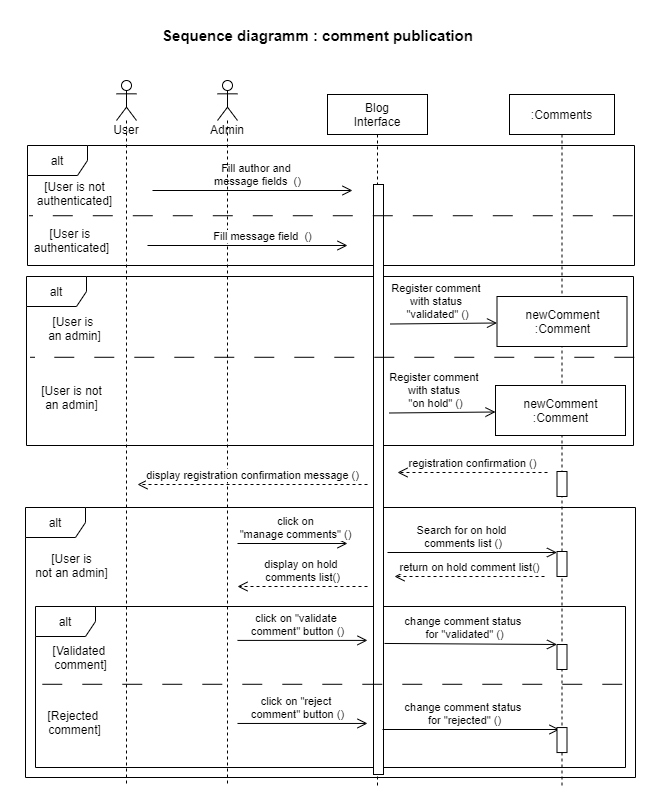 Sequence diagramm : comment publication
User
Admin
Blog
Interface
:Comments
alt
[User is not
authenticated]
Fill author and
message fields ()
[User is
authenticated]
Fill message field ()
alt
[User is
an admin]
Register comment
with status
"validated" ()
newComment
:Comment
[User is not
an admin]
Register comment
with status
"on hold" ()
newComment
:Comment
registration confirmation ()
display registration confirmation message ()
alt
[User is
not an admin]
click on
"manage comments" ()
Search for on hold
comments list ()
display on hold
comments list()
return on hold comment list()
alt
[Validated
comment]
click on "validate
comment" button ()
change comment status
for "validated" ()
[Rejected
comment]
click on "reject
comment" button ()
change comment status
for "rejected" ()